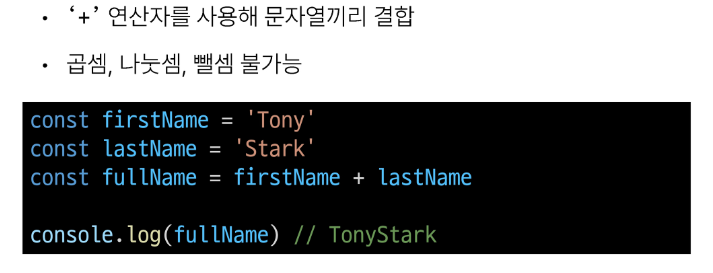 • ‘+’ 연산자를 사용해 문자열끼리 결합
• 곱셈, 나눗셈, 뺄셈 불가능
const firstName = 'Tony'
const lastName = 'Stark'
const fullName = firstName + lastName
console.log(fullName) // TonyStark